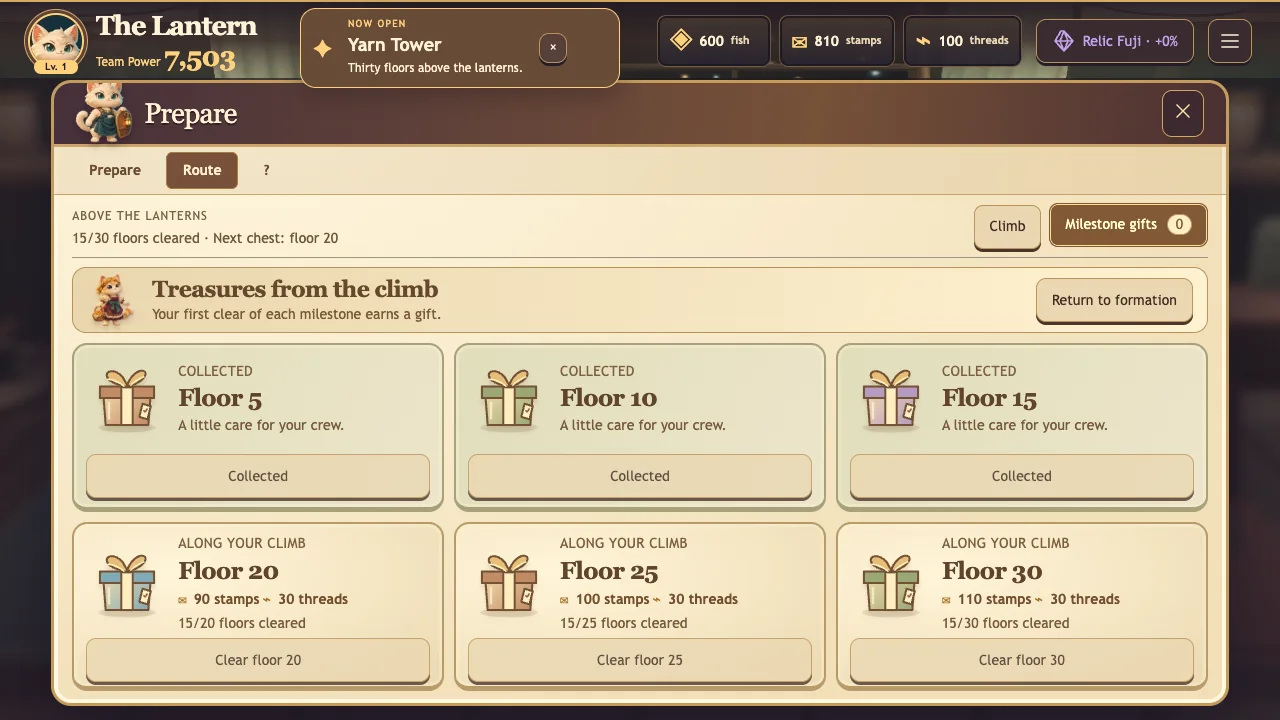 The Lantern
Team Power 7,503
Lv. 1
NOW OPEN
Yarn Tower
Thirty floors above the lanterns.
×
600 fish
810 stamps
100 threads
Relic Fuji · +0%
Prepare
Prepare
Route
?
ABOVE THE LANTERNS
15/30 floors cleared · Next chest: floor 20
Climb
Milestone gifts 0
Treasures from the climb
Your first clear of each milestone earns a gift.
Return to formation
COLLECTED
Floor 5
A little care for your crew.
Collected
COLLECTED
Floor 10
A little care for your crew.
Collected
COLLECTED
Floor 15
A little care for your crew.
Collected
ALONG YOUR CLIMB
Floor 20
90 stamps 30 threads
15/20 floors cleared
Clear floor 20
ALONG YOUR CLIMB
Floor 25
100 stamps 30 threads
15/25 floors cleared
Clear floor 25
ALONG YOUR CLIMB
Floor 30
110 stamps 30 threads
15/30 floors cleared
Clear floor 30